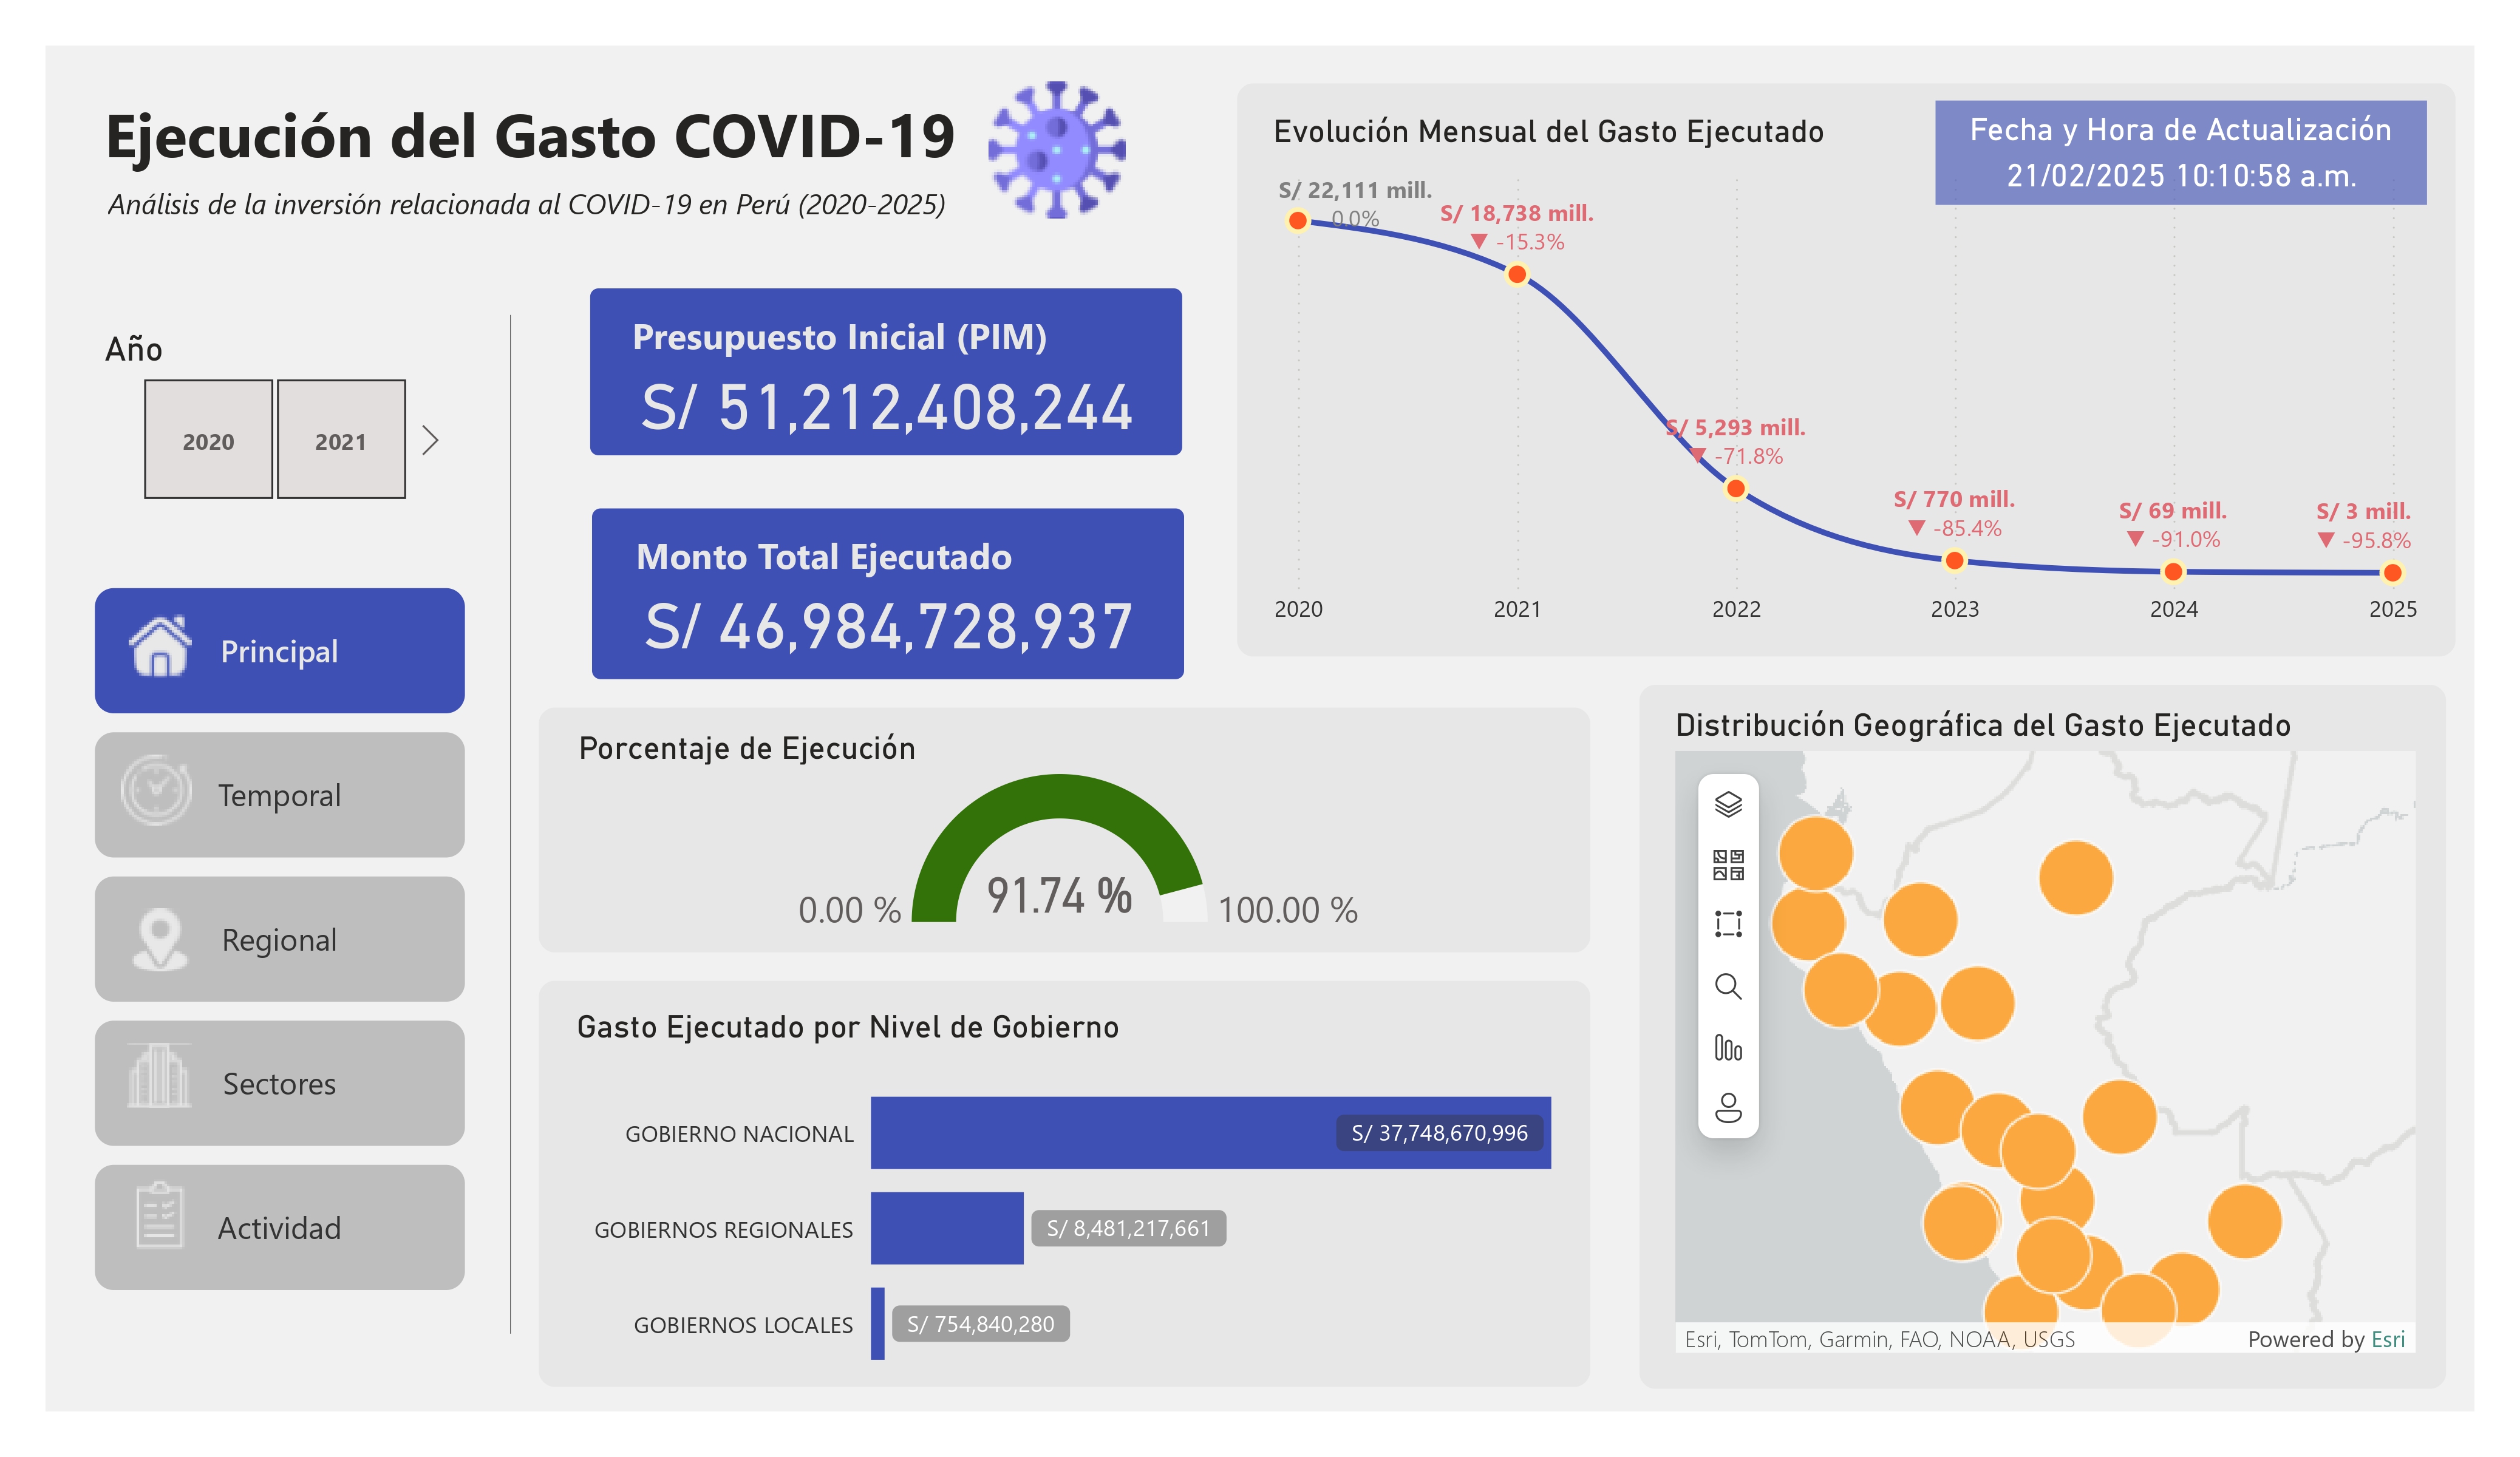 Ejecución del Gasto COVID-19
Análisis de la inversión relacionada al COVID-19 en Perú (2020-2025)
Año
2020
2021
Principal
Temporal
Regional
Sectores
Actividad
Presupuesto Inicial (PIM)
S/ 51,212,408,244
Monto Total Ejecutado
S/ 46,984,728,937
Evolución Mensual del Gasto Ejecutado
Fecha y Hora de Actualización
21/02/2025 10:10:58 a.m.
S/ 22,111 mill.
0.0%
S/ 18,738 mill.
▼ -15.3%
S/ 5,293 mill.
▼ -71.8%
S/ 770 mill.
▼ -85.4%
S/ 69 mill.
▼ -91.0%
S/ 3 mill.
▼ -95.8%
2020
2021
2022
2023
2024
2025
Porcentaje de Ejecución
0.00 %
91.74 %
100.00 %
Gasto Ejecutado por Nivel de Gobierno
GOBIERNO NACIONAL
S/ 37,748,670,996
GOBIERNOS REGIONALES
S/ 8,481,217,661
GOBIERNOS LOCALES
S/ 754,840,280
Distribución Geográfica del Gasto Ejecutado
Esri, TomTom, Garmin, FAO, NOAA, USGS
Powered by Esri